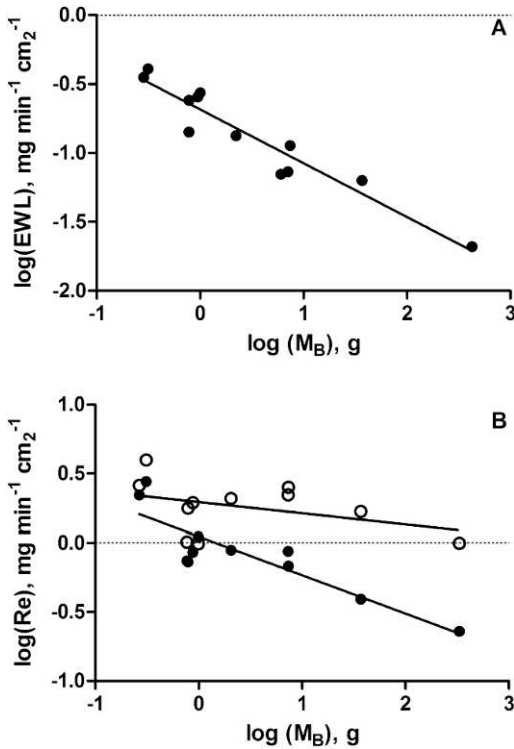 A
0.0
-0.5
-1.0
-1.5
-2.0
log(EWL), mg min⁻¹ cm₂⁻¹
-1 0 1 2 3
log (M_B), g
B
1.0
0.5
0.0
-0.5
-1.0
log(Re), mg min⁻¹ cm₂⁻¹
-1 0 1 2 3
log (M_B), g